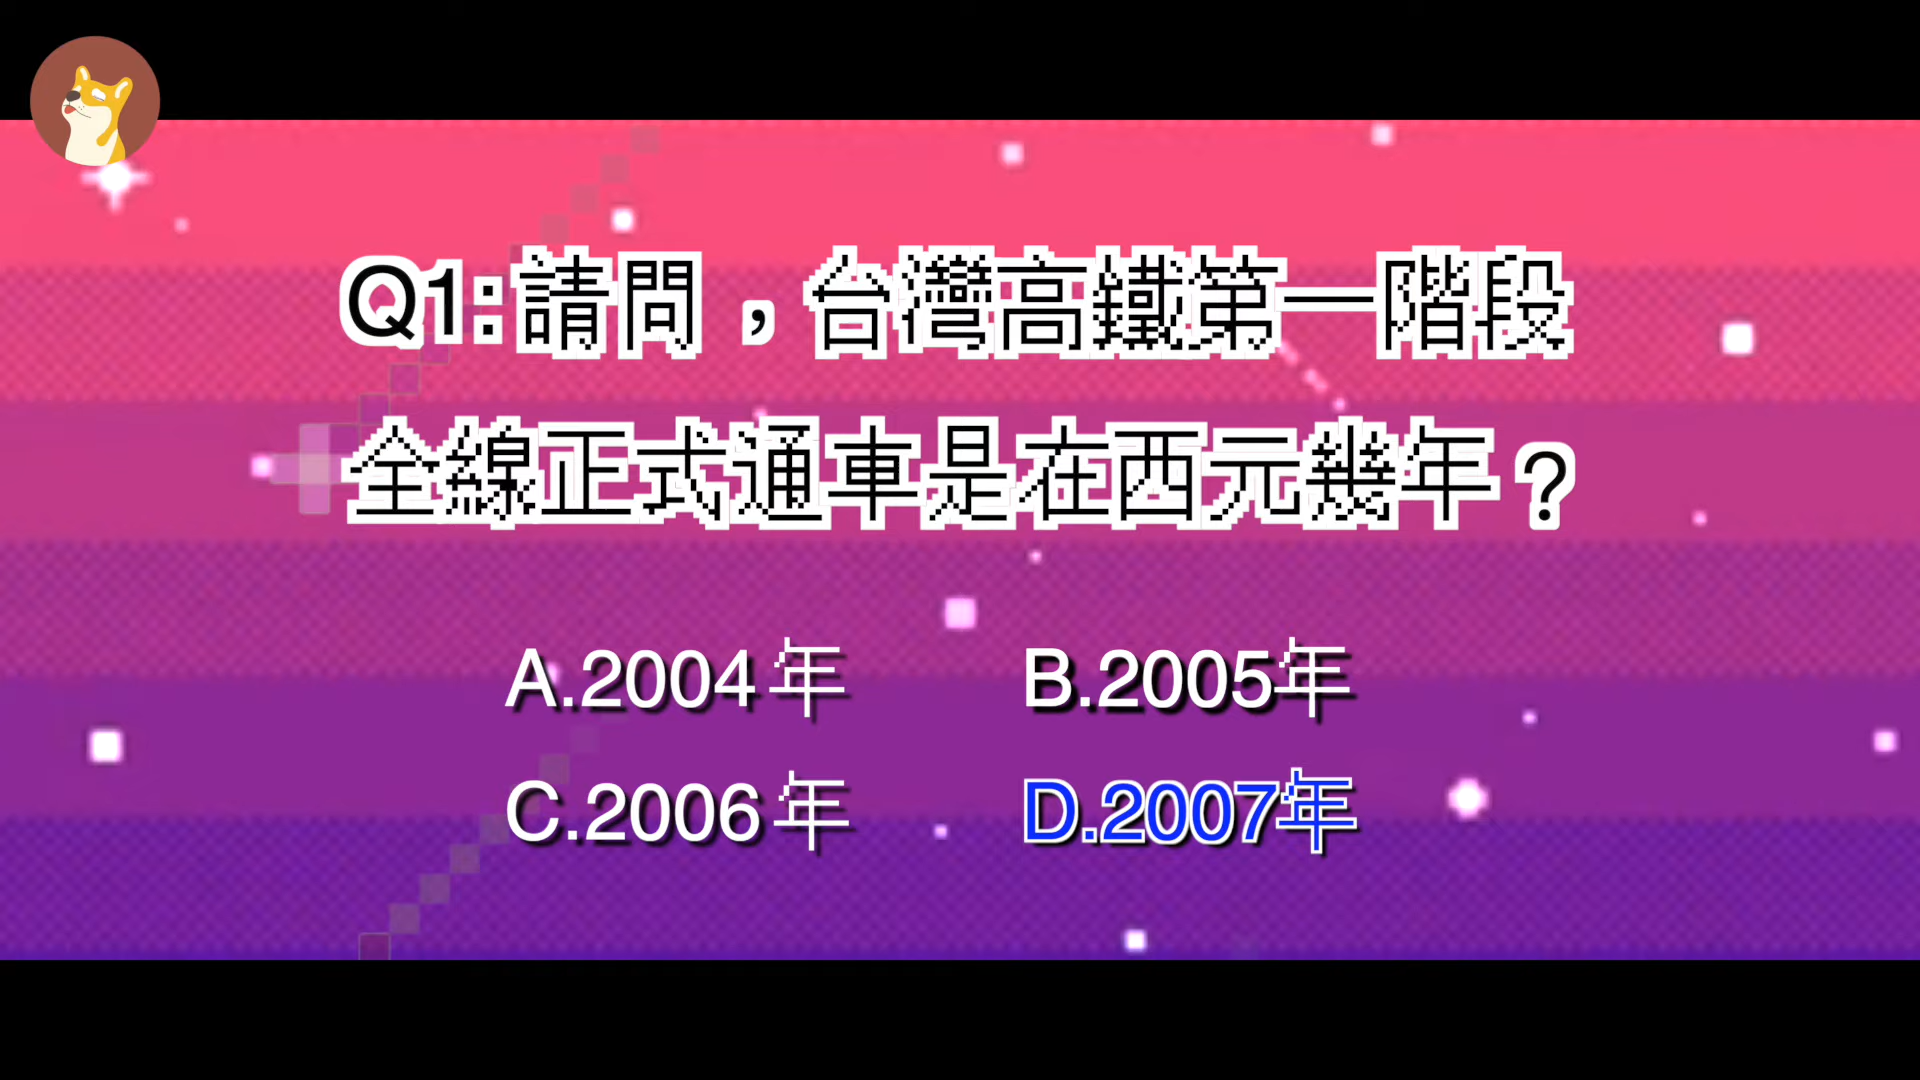 Q1:請問，台灣高鐵第一階段
全線正式通車是在西元幾年？
A.2004年
B.2005年
C.2006年
D.2007年